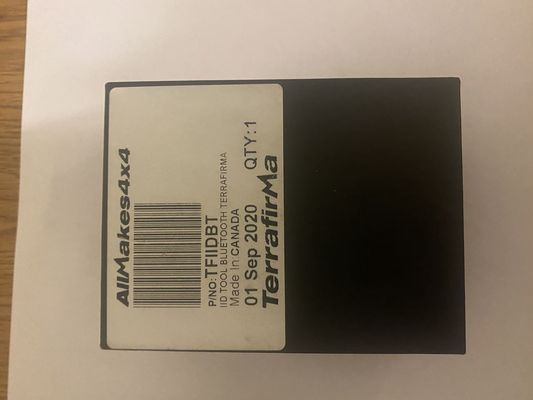 AllMakes4x4
P/NO: TFIIDBT
IID TOOL BLUETOOTH TERRAFIRMA
Made In: CANADA
01 Sep 2020 QTY:1
TerrafirMa